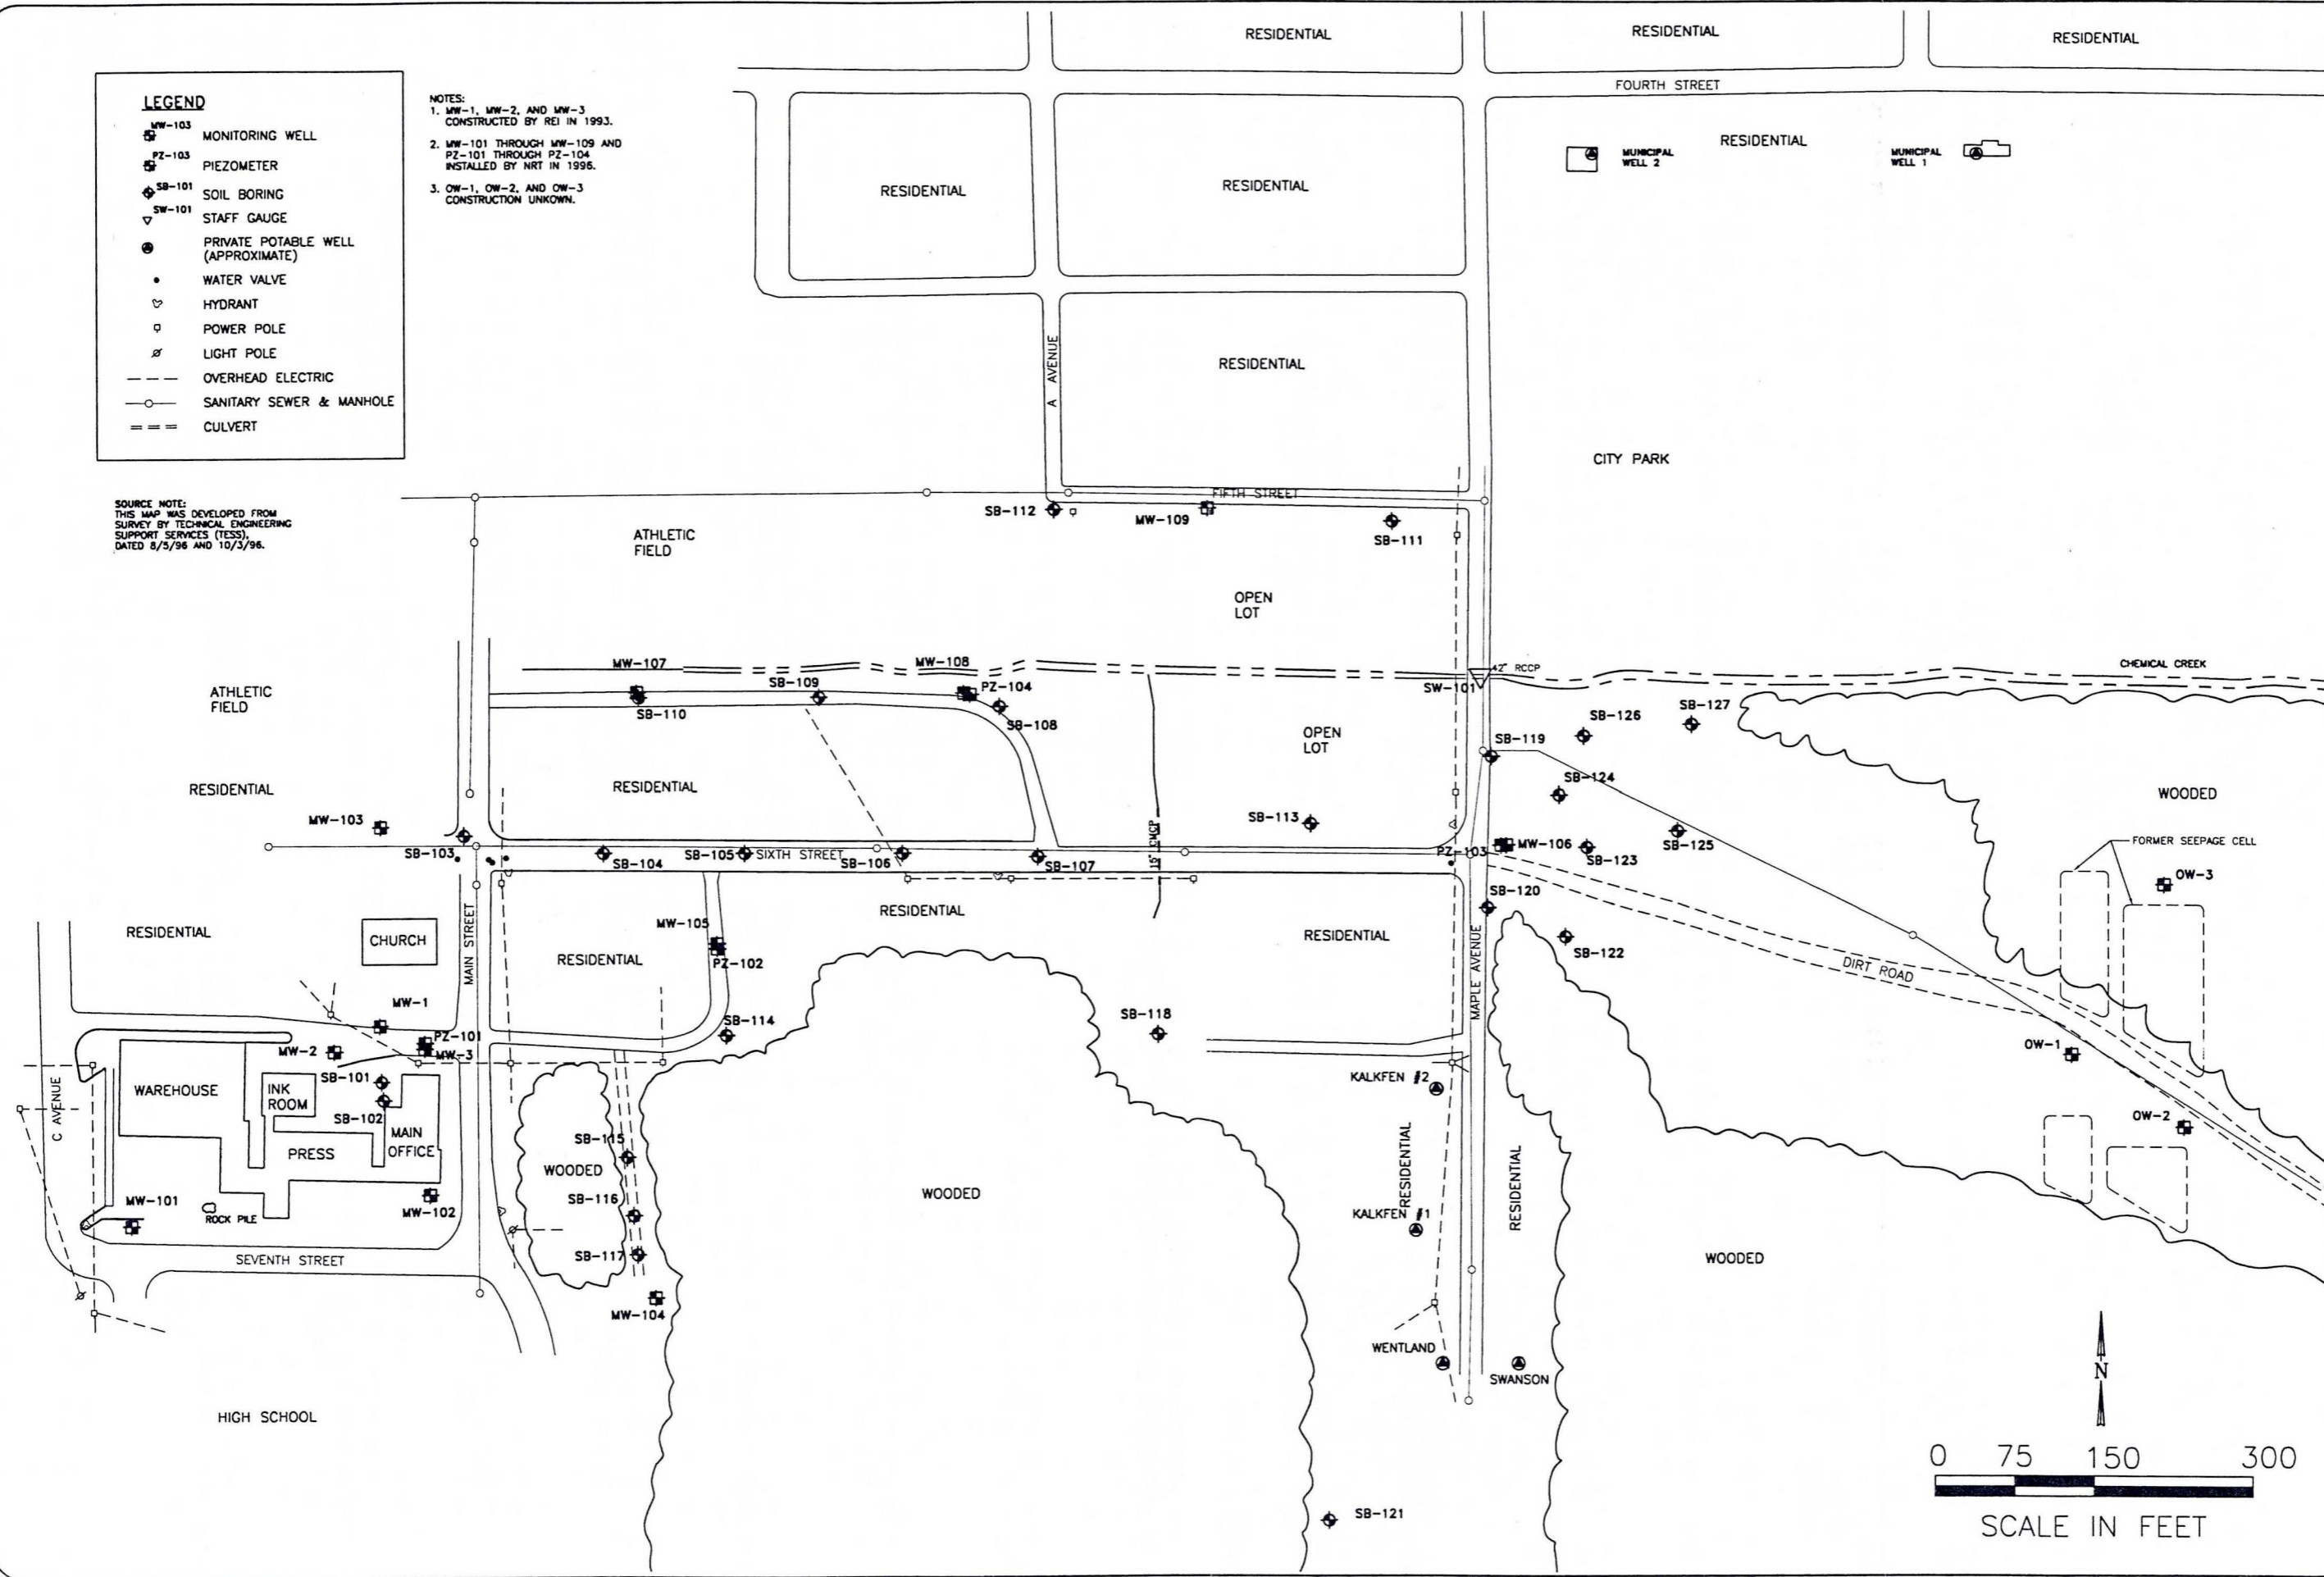 RESIDENTIAL
RESIDENTIAL
RESIDENTIAL
FOURTH STREET
LEGEND
MW-103
MONITORING WELL
PZ-103
PIEZOMETER
SB-101
SOIL BORING
SW-101
STAFF GAUGE
PRIVATE POTABLE WELL
(APPROXIMATE)
WATER VALVE
HYDRANT
POWER POLE
LIGHT POLE
OVERHEAD ELECTRIC
SANITARY SEWER & MANHOLE
CULVERT
NOTES:
1. MW-1, MW-2, AND MW-3
CONSTRUCTED BY REI IN 1993.
2. MW-101 THROUGH MW-109 AND
PZ-101 THROUGH PZ-104
INSTALLED BY NRT IN 1996.
3. OW-1, OW-2, AND OW-3
CONSTRUCTION UNKOWN.
SOURCE NOTE:
THIS MAP WAS DEVELOPED FROM
SURVEY BY TECHNICAL ENGINEERING
SUPPORT SERVICES (TESS),
DATED 8/5/96 AND 10/3/96.
RESIDENTIAL
MUNICIPAL
WELL 2
MUNICIPAL
WELL 1
RESIDENTIAL
RESIDENTIAL
RESIDENTIAL
A AVENUE
CITY PARK
FIFTH STREET
SB-112
MW-109
SB-111
ATHLETIC
FIELD
OPEN
LOT
MW-107
MW-108
42" RCCP
CHEMICAL CREEK
ATHLETIC
FIELD
SB-109
PZ-104
SW-101
SB-110
SB-108
SB-126
SB-127
OPEN
LOT
SB-119
SB-124
RESIDENTIAL
RESIDENTIAL
WOODED
MW-103
SB-113
SB-103
SB-104
SB-105
SIXTH STREET
SB-106
SB-107
15" CMCP
PZ-103
MW-106
SB-123
SB-125
FORMER SEEPAGE CELL
OW-3
SB-120
RESIDENTIAL
CHURCH
MAIN STREET
RESIDENTIAL
MW-105
PZ-102
RESIDENTIAL
RESIDENTIAL
MAPLE AVENUE
SB-122
DIRT ROAD
MW-1
PZ-101
MW-2
MW-3
SB-114
SB-118
OW-1
SB-101
C AVENUE
WAREHOUSE
INK
ROOM
SB-102
MAIN
OFFICE
PRESS
KALKFEN #2
OW-2
SB-115
WOODED
SB-116
WOODED
RESIDENTIAL
RESIDENTIAL
MW-101
ROCK PILE
MW-102
KALKFEN #1
SB-117
SEVENTH STREET
WOODED
MW-104
WENTLAND
SWANSON
N
HIGH SCHOOL
SB-121
0 75 150 300
SCALE IN FEET